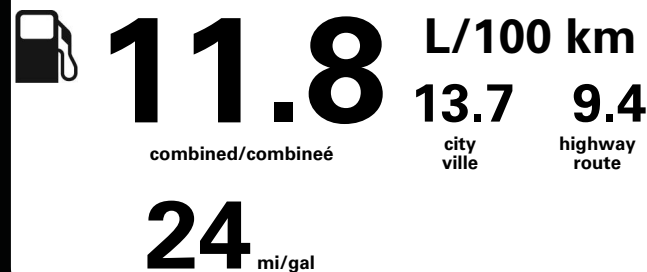 11.8 L/100 km
13.7 9.4
combined/combineé city highway
ville route
24 mi/gal